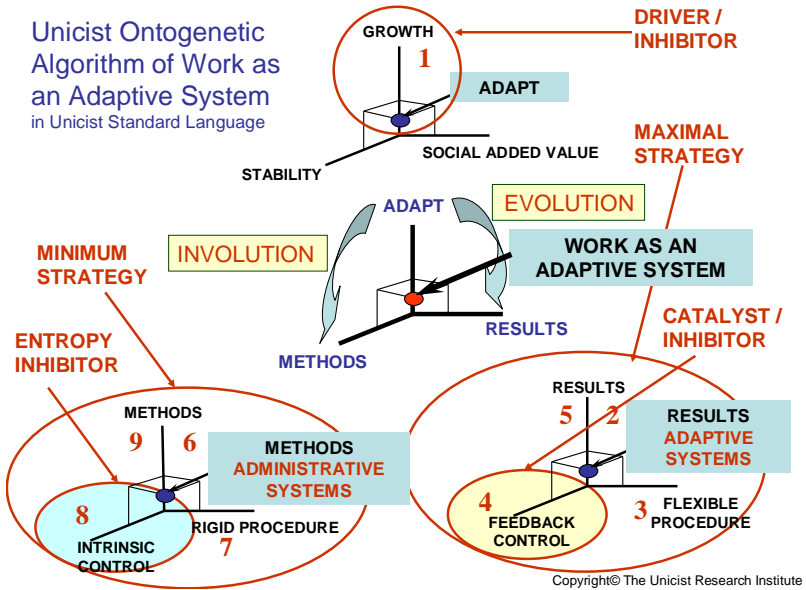 Unicist Ontogenetic
Algorithm of Work as
an Adaptive System
in Unicist Standard Language
GROWTH
1
DRIVER /
INHIBITOR
ADAPT
SOCIAL ADDED VALUE
STABILITY
MAXIMAL
STRATEGY
ADAPT
EVOLUTION
INVOLUTION
WORK AS AN
ADAPTIVE SYSTEM
MINIMUM
STRATEGY
RESULTS
METHODS
CATALYST /
INHIBITOR
ENTROPY
INHIBITOR
METHODS
9 6
METHODS
ADMINISTRATIVE
SYSTEMS
8
RIGID PROCEDURE
7
INTRINSIC
CONTROL
RESULTS
5 2
RESULTS
ADAPTIVE
SYSTEMS
4
FEEDBACK
CONTROL
3
FLEXIBLE
PROCEDURE
Copyright© The Unicist Research Institute